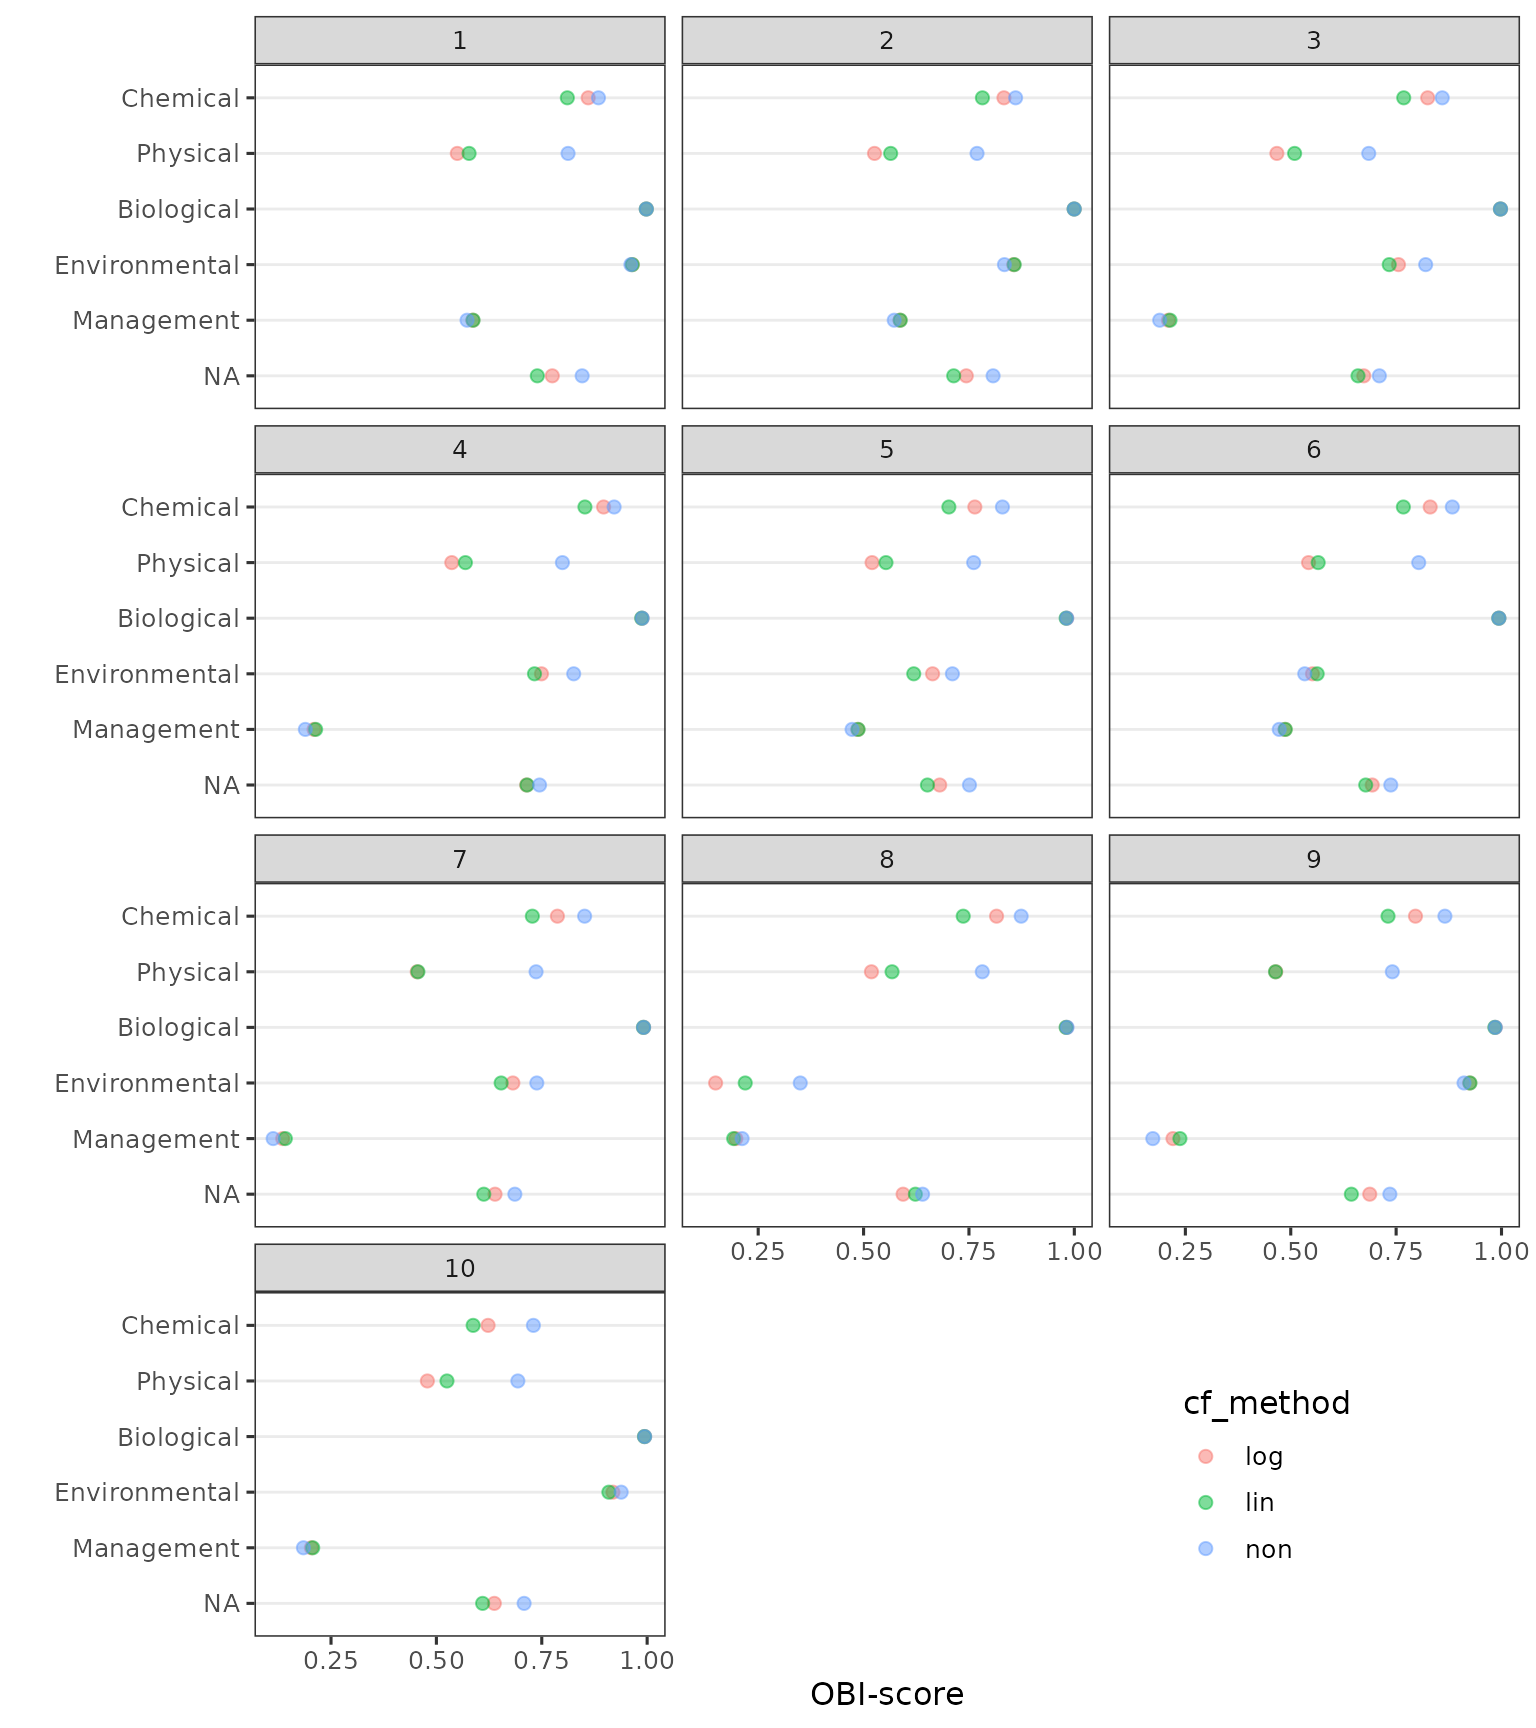 1 2 3
Chemical
Physical
Biological
Environmental
Management
NA
4 5 6
Chemical
Physical
Biological
Environmental
Management
NA
7 8 9
Chemical
Physical
Biological
Environmental
Management
NA
0.25 0.50 0.75 1.00 0.25 0.50 0.75 1.00
10
Chemical
Physical
Biological
Environmental
Management
NA
0.25 0.50 0.75 1.00
cf_method
log
lin
non
OBI-score